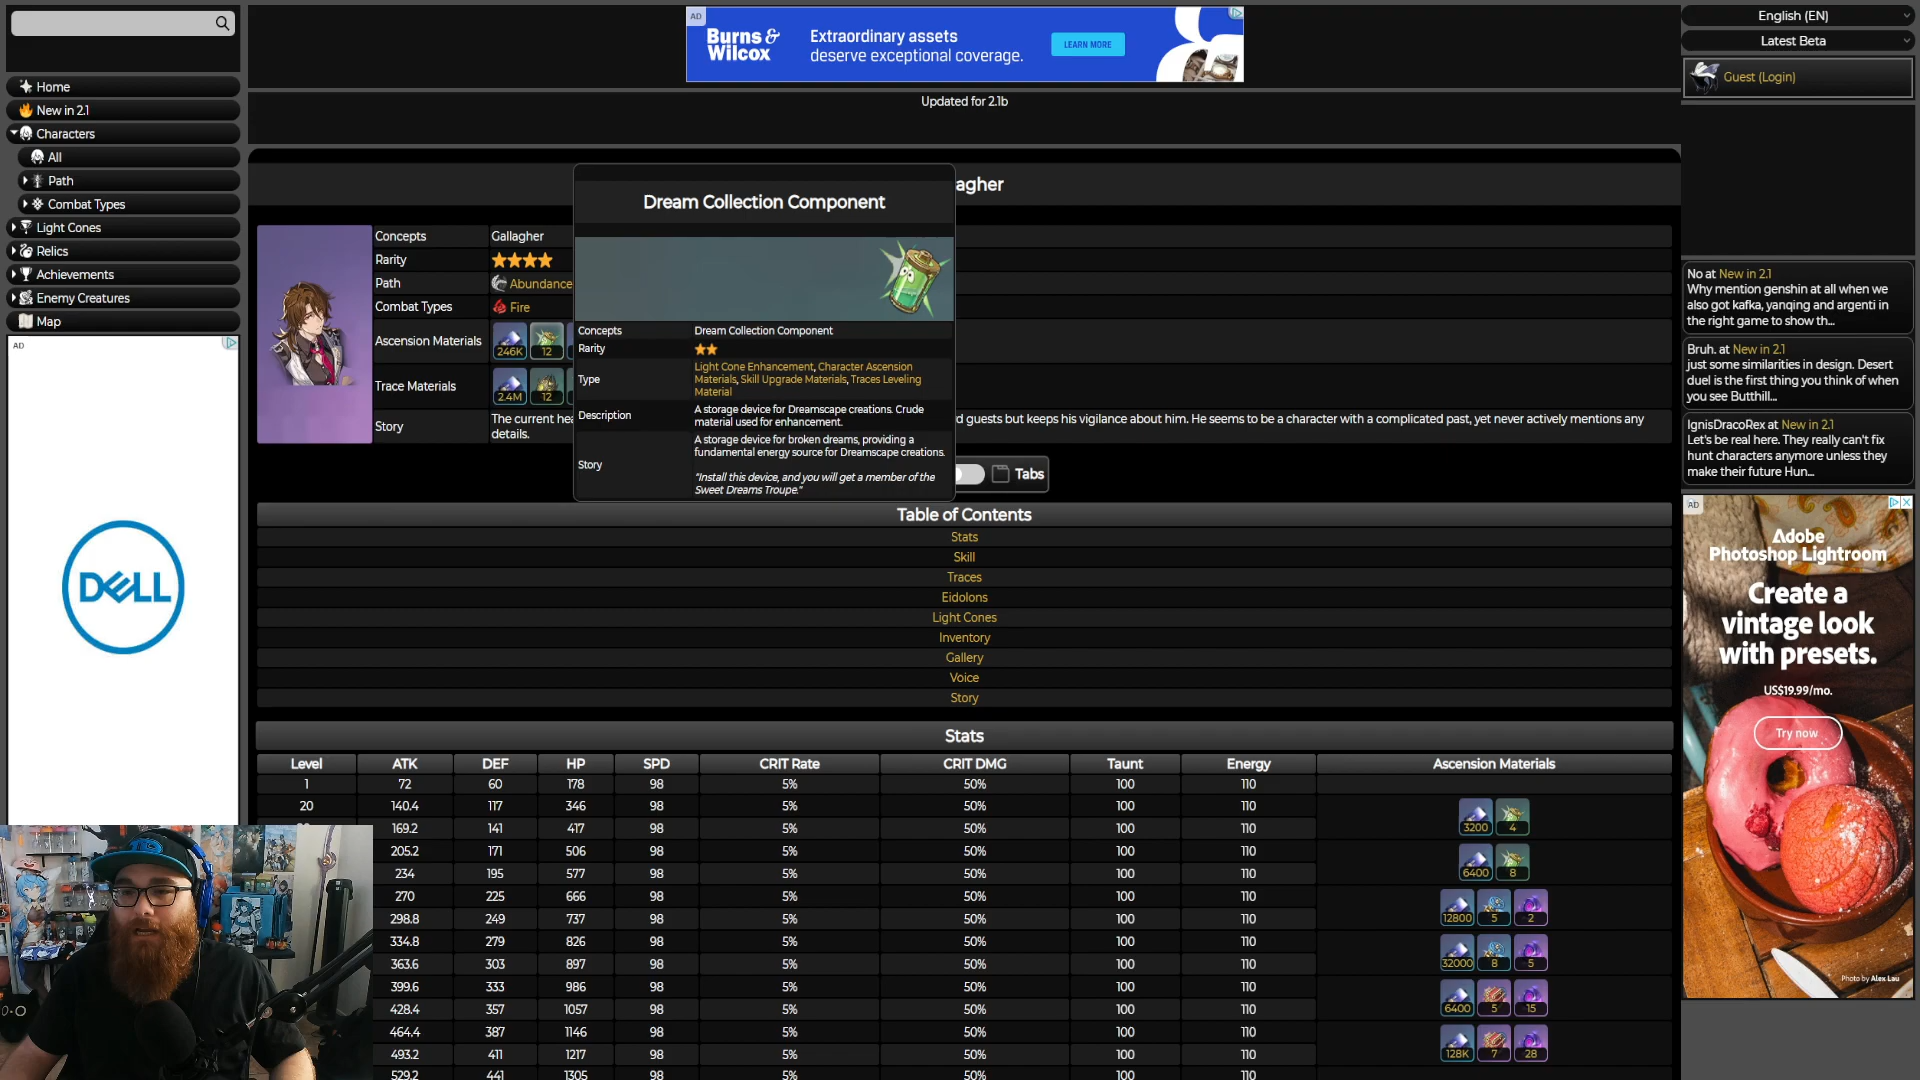 AD
Burns & Wilcox
Extraordinary assets
deserve exceptional coverage.
LEARN MORE
English (EN)
Latest Beta
Guest (Login)
Updated for 2.1b
Home
New in 2.1
Characters
All
Path
Combat Types
Light Cones
Relics
Achievements
Enemy Creatures
Map
AD
DELL
agher
Concepts Gallagher
Rarity
Path Abundance
Combat Types Fire
Ascension Materials 246K 12
Trace Materials 2.4M 12
Story
The current hea
details.
d guests but keeps his vigilance about him. He seems to be a character with a complicated past, yet never actively mentions any
Dream Collection Component
Concepts Dream Collection Component
Rarity
Type
Light Cone Enhancement, Character Ascension
Materials, Skill Upgrade Materials, Traces Leveling
Material
Description
A storage device for Dreamscape creations. Crude
material used for enhancement.
Story
A storage device for broken dreams, providing a
fundamental energy source for Dreamscape creations.
"Install this device, and you will get a member of the
Sweet Dreams Troupe."
Tabs
Table of Contents
Stats
Skill
Traces
Eidolons
Light Cones
Inventory
Gallery
Voice
Story
Stats
Level ATK DEF HP SPD CRIT Rate CRIT DMG Taunt Energy Ascension Materials
1 72 60 178 98 5% 50% 100 110
20 140.4 117 346 98 5% 50% 100 110 3200 4
169.2 141 417 98 5% 50% 100 110
205.2 171 506 98 5% 50% 100 110 6400 8
234 195 577 98 5% 50% 100 110
270 225 666 98 5% 50% 100 110 12800 5 2
298.8 249 737 98 5% 50% 100 110
334.8 279 826 98 5% 50% 100 110 32000 8 5
363.6 303 897 98 5% 50% 100 110
399.6 333 986 98 5% 50% 100 110 6400 5 15
428.4 357 1057 98 5% 50% 100 110
464.4 387 1146 98 5% 50% 100 110 128K 7 28
493.2 411 1217 98 5% 50% 100 110
529.2 441 1305 98 5% 50% 100 110
No at New in 2.1
Why mention genshin at all when we
also got kafka, yanqing and argenti in
the right game to show th...
Bruh. at New in 2.1
just some similarities in design. Desert
duel is the first thing you think of when
you see Butthill...
IgnisDracoRex at New in 2.1
Let's be real here. They really can't fix
hunt characters anymore unless they
make their future Hun...
AD
Adobe
Photoshop Lightroom
Create a
vintage look
with presets.
US$19.99/mo.
Try now
Photo by Alex Lau